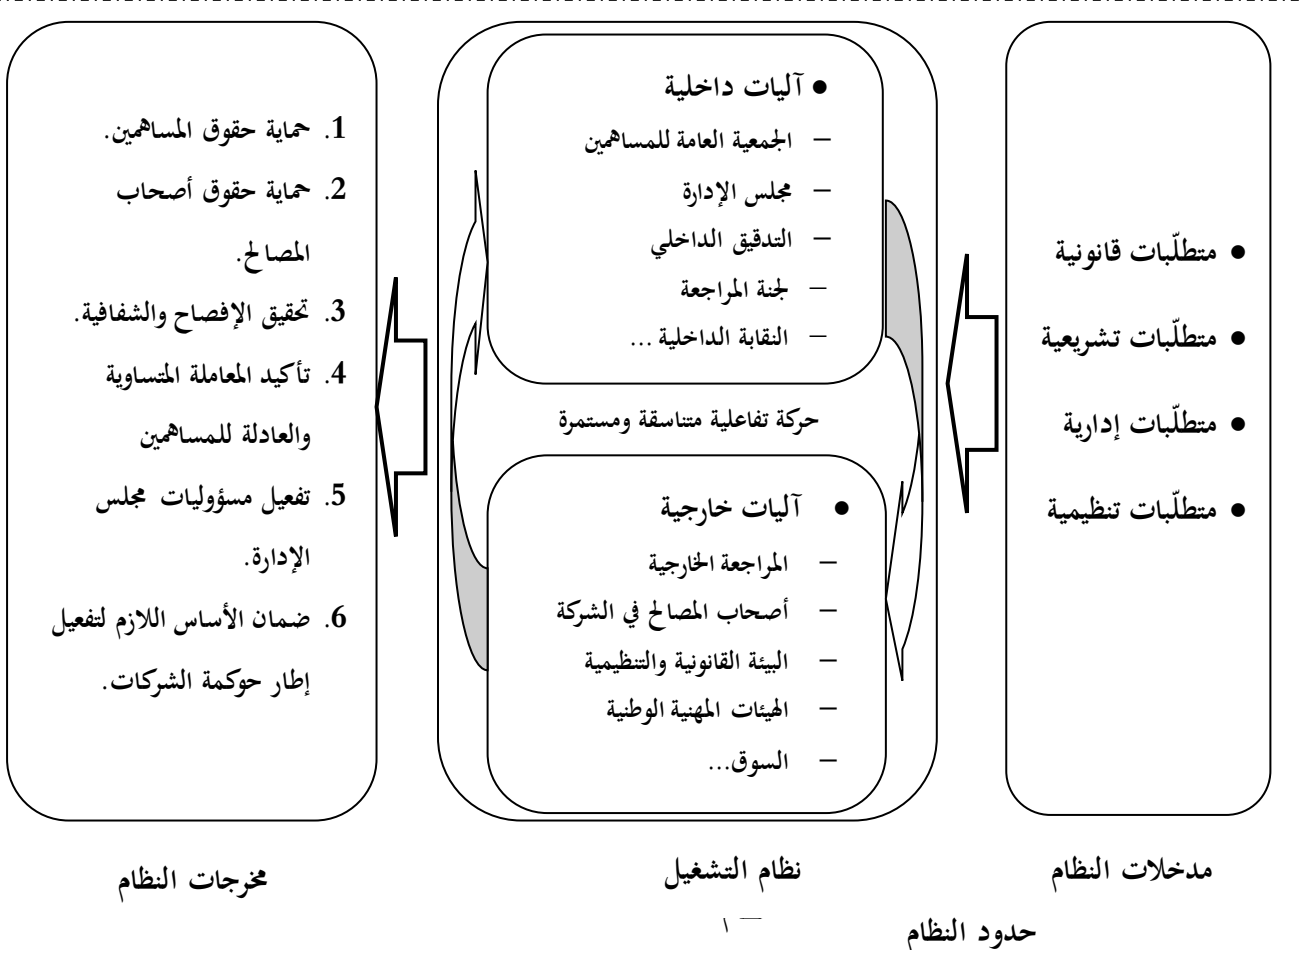 ● متطلّبات قانونية
● متطلّبات تشريعية
● متطلّبات إدارية
● متطلّبات تنظيمية
مدخلات النظام
● آليات داخلية
– الجمعية العامة للمساهمين
– مجلس الإدارة
– التدقيق الداخلي
– لجنة المراجعة
– النقابة الداخلية ...
حركة تفاعلية متناسقة ومستمرة
● آليات خارجية
– المراجعة الخارجية
– أصحاب المصالح في الشركة
– البيئة القانونية والتنظيمية
– الهيئات المهنية الوطنية
– السوق...
نظام التشغيل
1. حماية حقوق المساهمين.
2. حماية حقوق أصحاب
المصالح.
3. تحقيق الإفصاح والشفافية.
4. تأكيد المعاملة المتساوية
والعادلة للمساهمين
5. تفعيل مسؤوليات مجلس
الإدارة.
6. ضمان الأساس اللازم لتفعيل
إطار حوكمة الشركات.
مخرجات النظام
حدود النظام